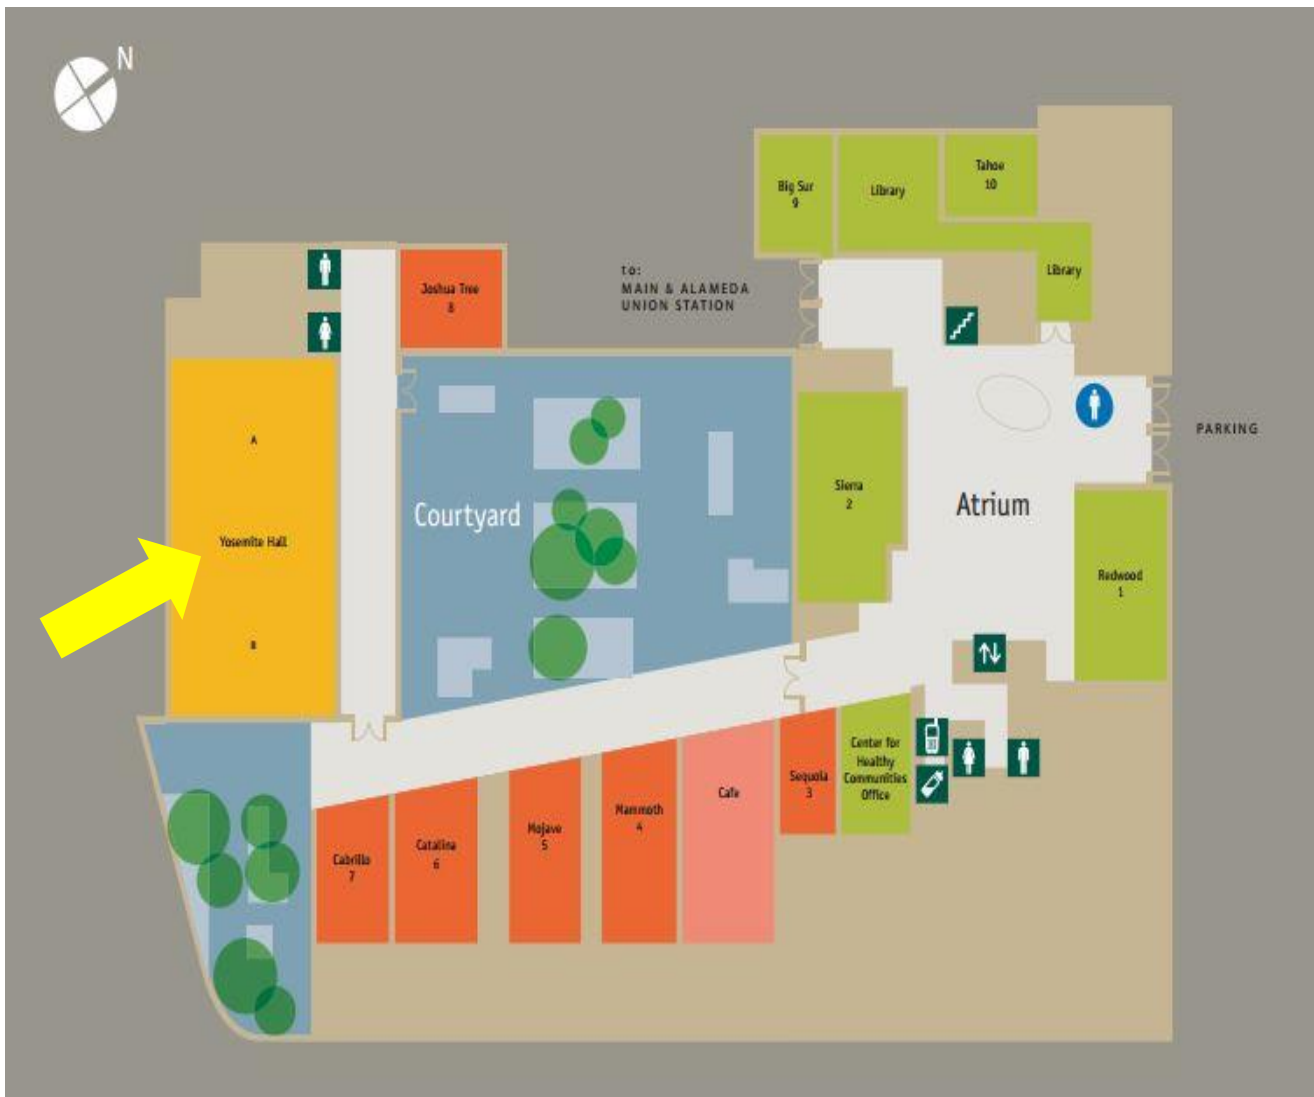 N
Big Sur
9
Library
Tahoe
10
Library
Joshua Tree
8
to:
MAIN & ALAMEDA
UNION STATION
PARKING
A
Yosemite Hall
B
Courtyard
Sierra
2
Atrium
Redwood
1
Center for
Healthy
Communities
Office
Sequoia
3
Cafe
Mammoth
4
Mojave
5
Catalina
6
Cabrillo
7